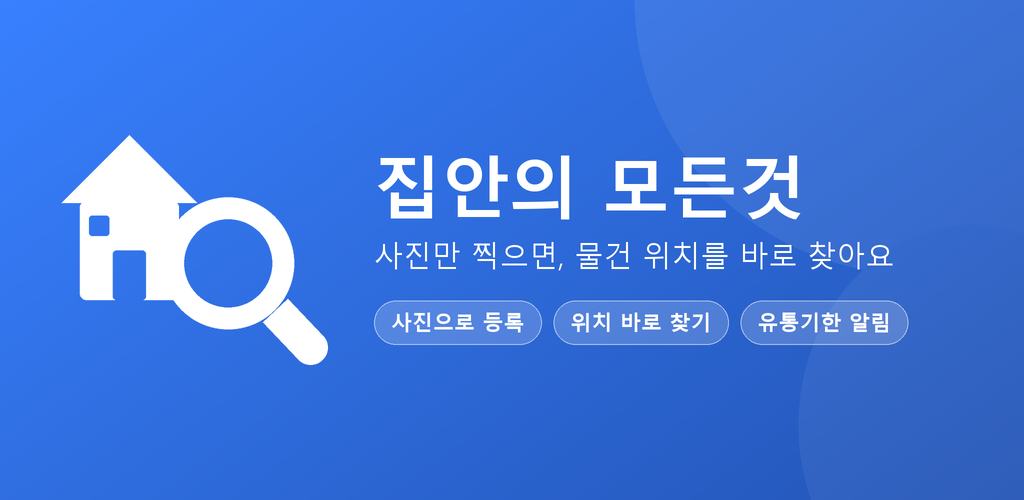 집안의 모든것
사진만 찍으면, 물건 위치를 바로 찾아요
사진으로 등록 위치 바로 찾기 유통기한 알림